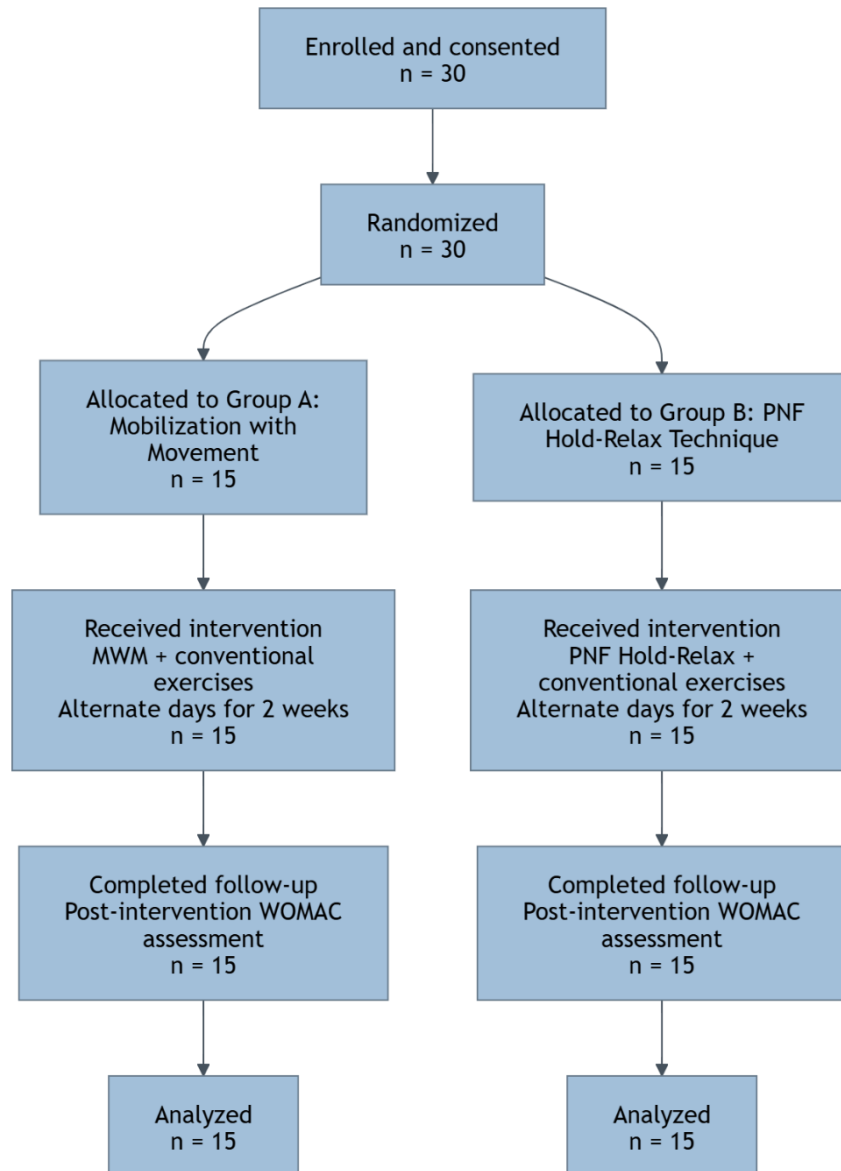 Enrolled and consented
n = 30
Randomized
n = 30
Allocated to Group A:
Mobilization with
Movement
n = 15
Allocated to Group B: PNF
Hold-Relax Technique
n = 15
Received intervention
MWM + conventional
exercises
Alternate days for 2 weeks
n = 15
Received intervention
PNF Hold-Relax +
conventional exercises
Alternate days for 2 weeks
n = 15
Completed follow-up
Post-intervention WOMAC
assessment
n = 15
Completed follow-up
Post-intervention WOMAC
assessment
n = 15
Analyzed
n = 15
Analyzed
n = 15